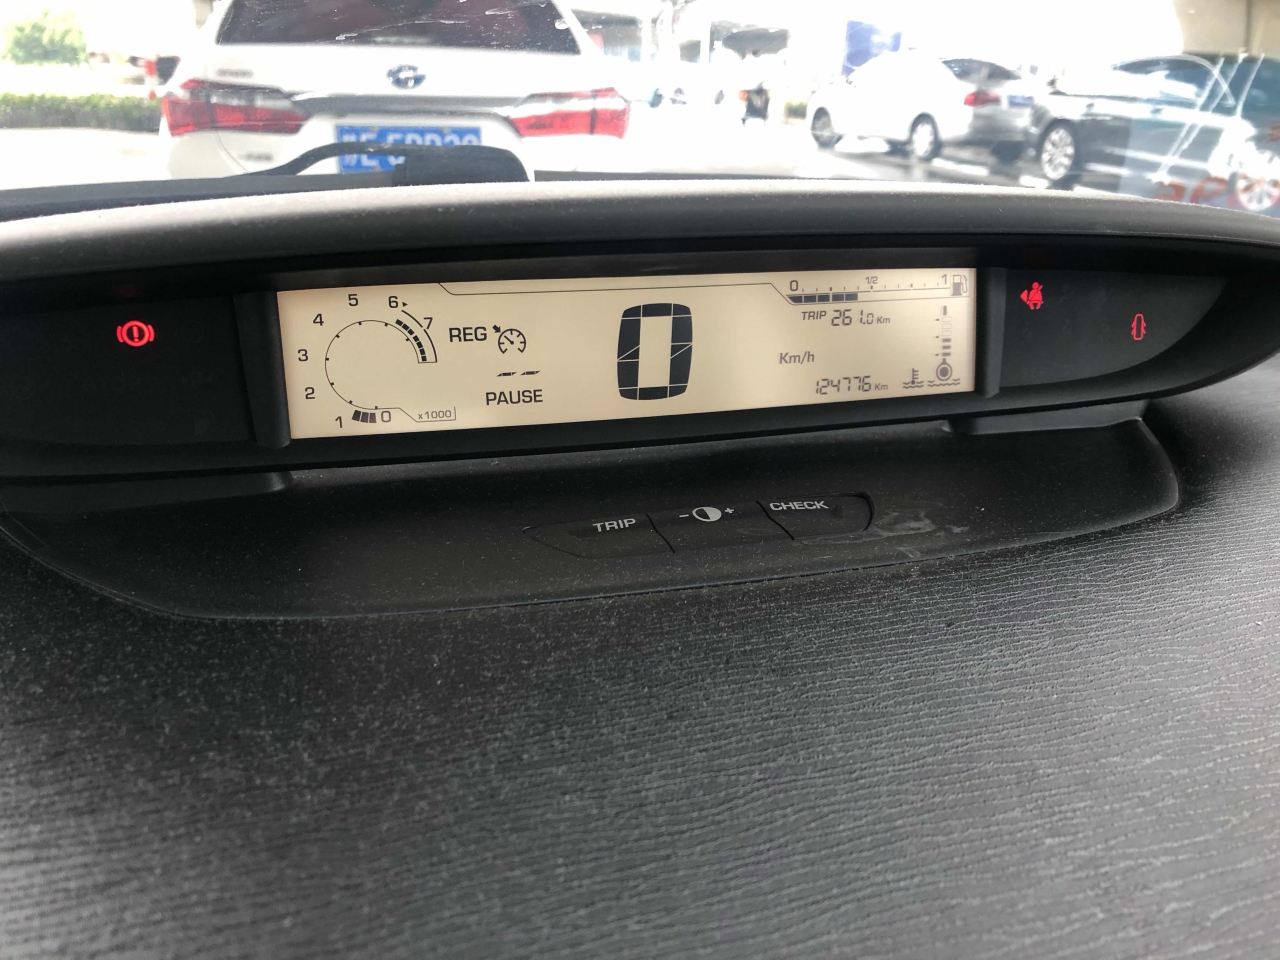 5
6
7
4
3
2
1
0
x1000
REG
PAUSE
0
0
1/2
1
TRIP 261.0 Km
Km/h
124776 Km
TRIP
- +
CHECK